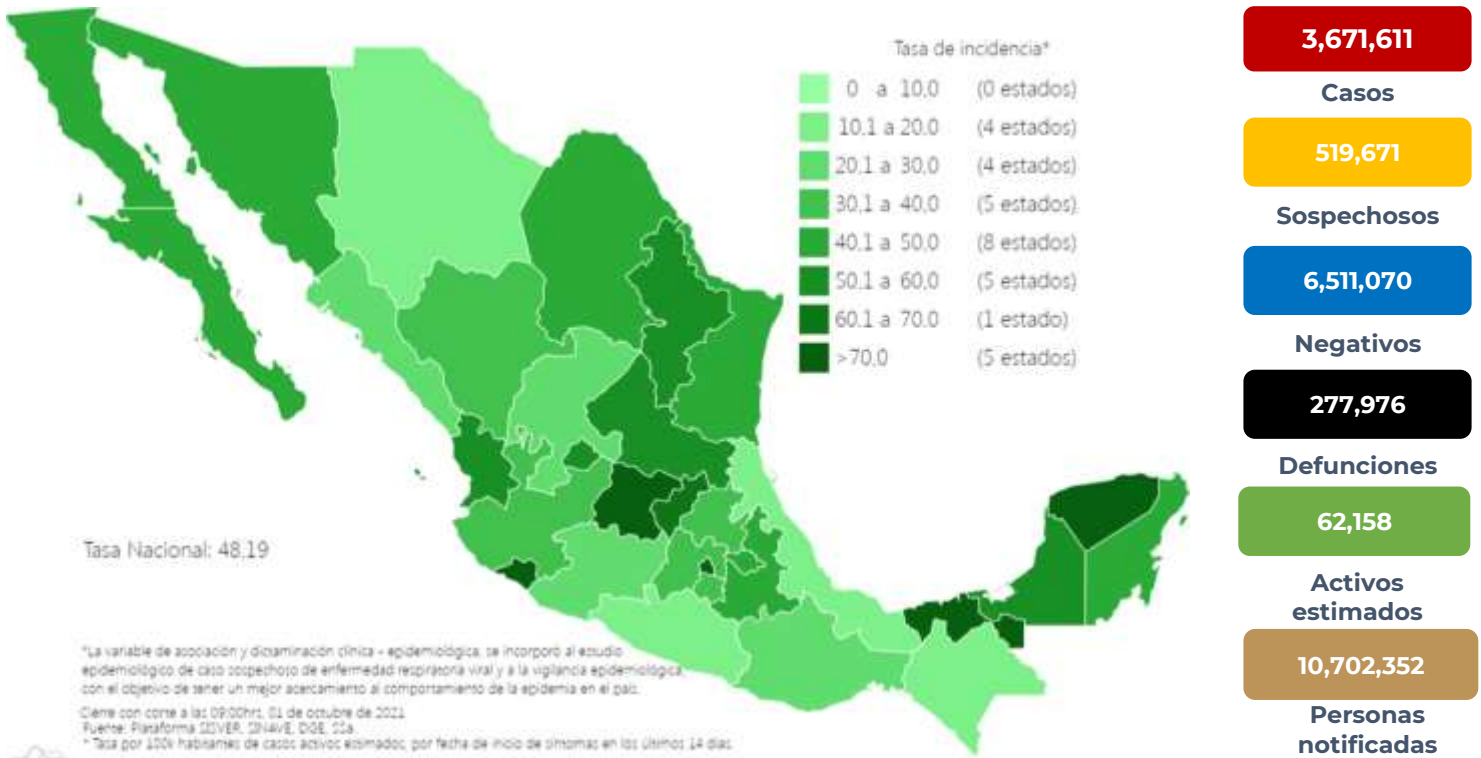 Tasa de incidencia*
0 a 10,0 (0 estados)
10,1 a 20,0 (4 estados)
20,1 a 30,0 (4 estados)
30,1 a 40,0 (5 estados)
40,1 a 50,0 (8 estados)
50,1 a 60,0 (5 estados)
60,1 a 70,0 (1 estado)
>70,0 (5 estados)
Tasa Nacional: 48,19
*La variable de asociación y dictaminación clínica - epidemiológica, se incorporó al estudio
epidemiológico de caso sospechoso de enfermedad respiratoria viral y a la vigilancia epidemiológica,
con el objetivo de tener un mejor acercamiento al comportamiento de la epidemia en el país.
Cierre con corte a las 09:00hrs, 01 de octubre de 2021
Fuente: Plataforma SISVER, SINAVE, DGE, SSa
* Tasa por 100k habitantes de casos activos estimados, por fecha de inicio de síntomas en los últimos 14 días
3,671,611
Casos
519,671
Sospechosos
6,511,070
Negativos
277,976
Defunciones
62,158
Activos
estimados
10,702,352
Personas
notificadas